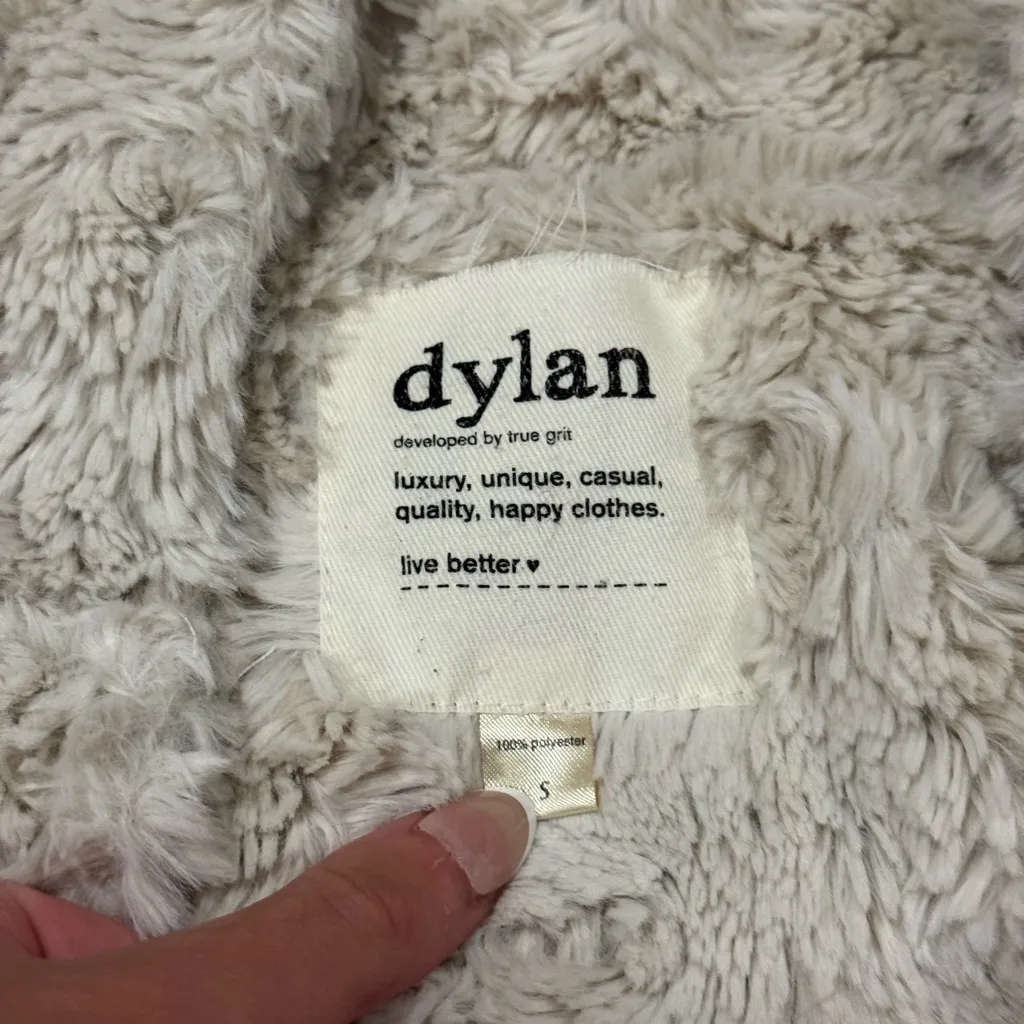 dylan
developed by true grit
luxury, unique, casual,
quality, happy clothes.
live better ♥
100% polyester
S